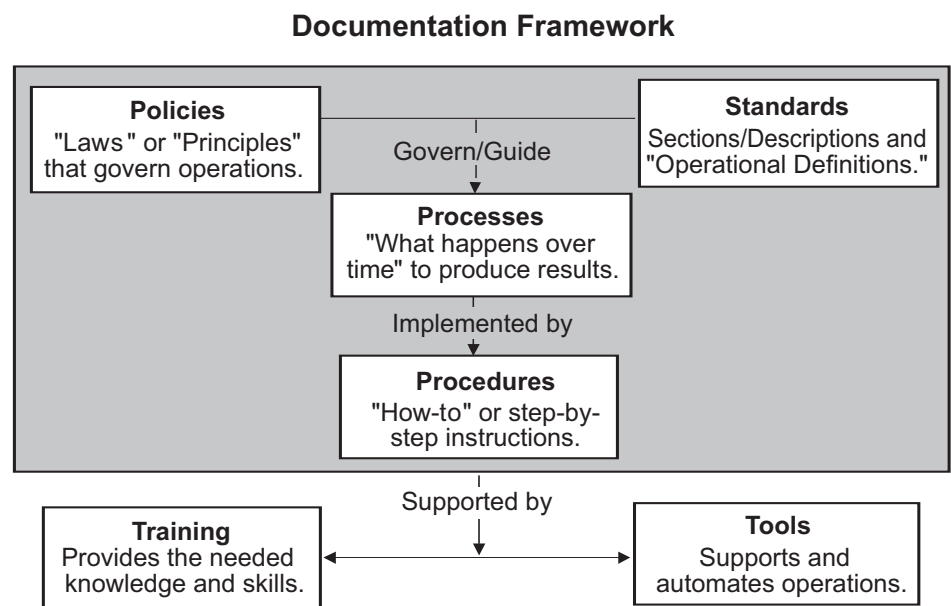 Documentation Framework
Policies
"Laws" or "Principles"
that govern operations.
Standards
Sections/Descriptions and
"Operational Definitions."
Govern/Guide
Processes
"What happens over
time" to produce results.
Implemented by
Procedures
"How-to" or step-by-
step instructions.
Supported by
Training
Provides the needed
knowledge and skills.
Tools
Supports and
automates operations.